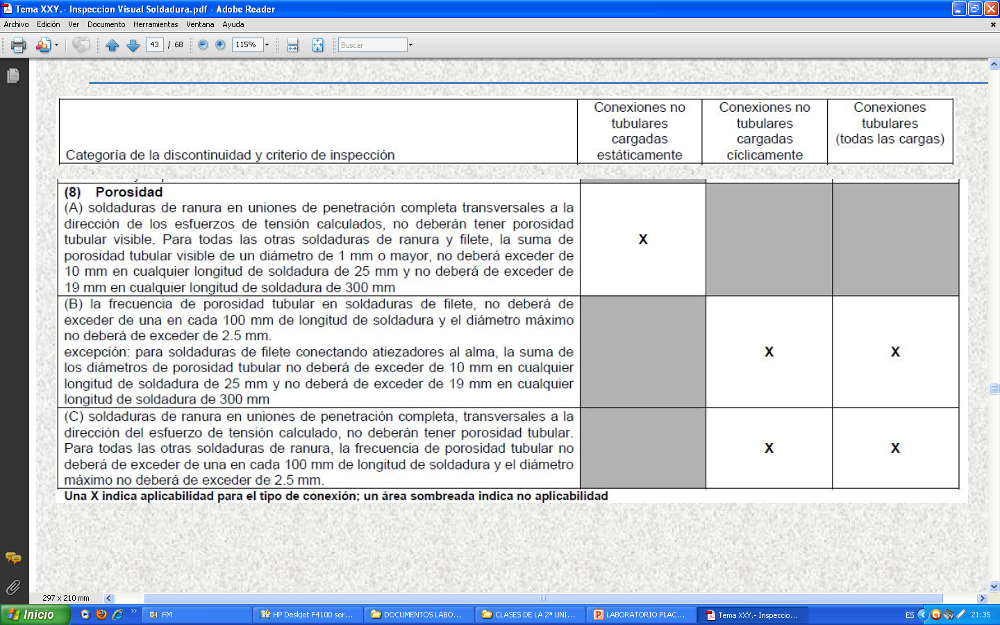 Tema XXY.- Inspeccion Visual Soldadura.pdf - Adobe Reader
Archivo Edición Ver Documento Herramientas Ventana Ayuda
43 / 68 115% Buscar
Categoría de la discontinuidad y criterio de inspección
Conexiones no
tubulares
cargadas
estáticamente
Conexiones no
tubulares
cargadas
cíclicamente
Conexiones
tubulares
(todas las cargas)
(8) Porosidad
(A) soldaduras de ranura en uniones de penetración completa transversales a la
dirección de los esfuerzos de tensión calculados, no deberán tener porosidad
tubular visible. Para todas las otras soldaduras de ranura y filete, la suma de
porosidad tubular visible de un diámetro de 1 mm o mayor, no deberá exceder de
10 mm en cualquier longitud de soldadura de 25 mm y no deberá de exceder de
19 mm en cualquier longitud de soldadura de 300 mm
X
(B) la frecuencia de porosidad tubular en soldaduras de filete, no deberá de
exceder de una en cada 100 mm de longitud de soldadura y el diámetro máximo
no deberá de exceder de 2.5 mm.
excepción: para soldaduras de filete conectando atiezadores al alma, la suma de
los diámetros de porosidad tubular no deberá de exceder de 10 mm en cualquier
longitud de soldadura de 25 mm y no deberá de exceder de 19 mm en cualquier
longitud de soldadura de 300 mm
X X
(C) soldaduras de ranura en uniones de penetración completa, transversales a la
dirección del esfuerzo de tensión calculado, no deberán tener porosidad tubular.
Para todas las otras soldaduras de ranura, la frecuencia de porosidad tubular no
deberá de exceder de una en cada 100 mm de longitud de soldadura y el diámetro
máximo no deberá de exceder de 2.5 mm.
X X
Una X indica aplicabilidad para el tipo de conexión; un área sombreada indica no aplicabilidad
297 x 210 mm
Inicio FM HP Deskjet F4100 ser... DOCUMENTOS LABO... CLASES DE LA 2ª UNI... LABORATORIO PLAC... Tema XXY.- Inspeccio... ES 21:35